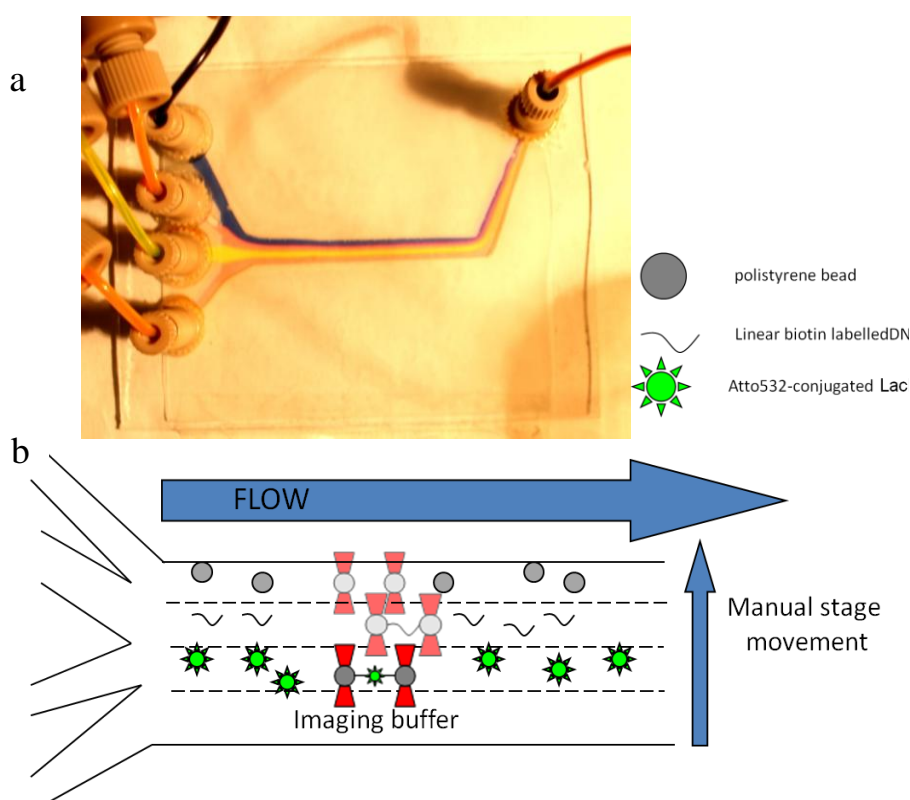 a
polistyrene bead
Linear biotin labelledDN
Atto532-conjugated Lac
b
FLOW
Manual stage
movement
Imaging buffer